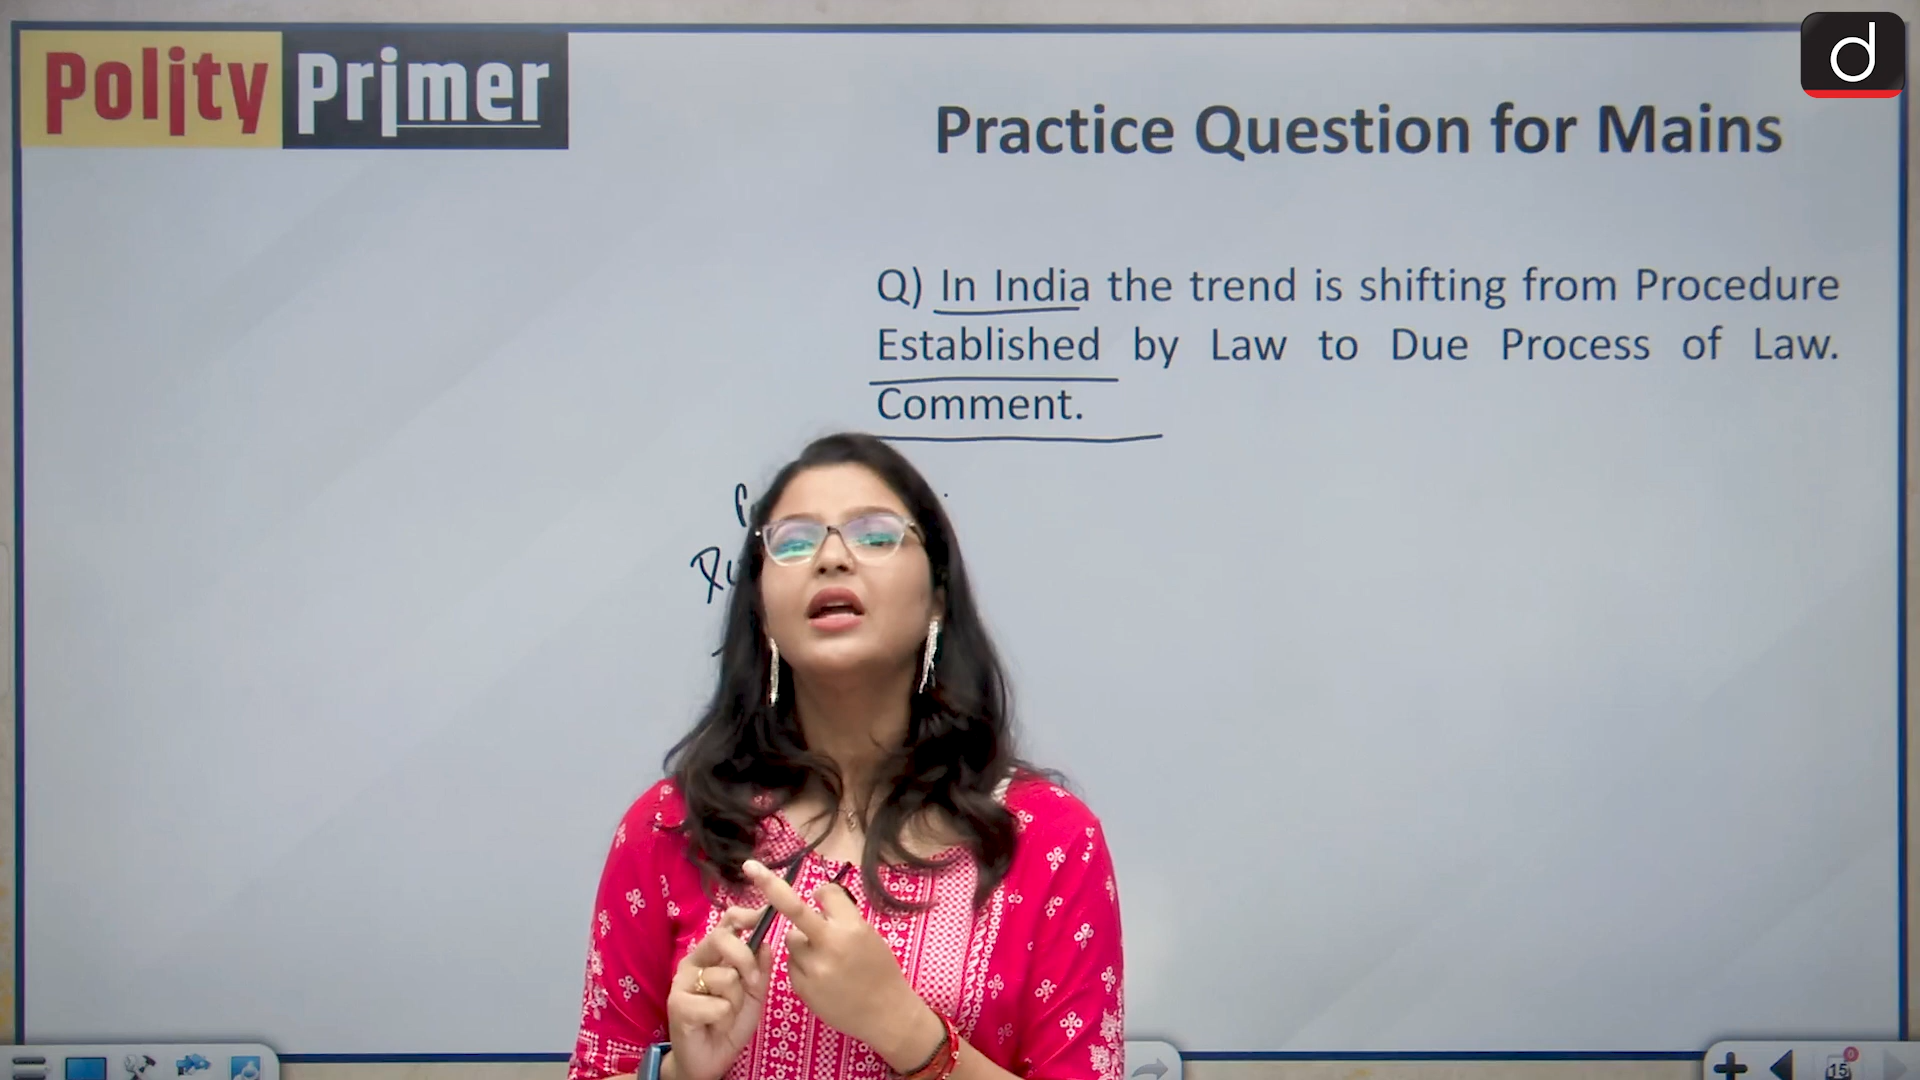 Polity Primer
d
Practice Question for Mains
Q) In India the trend is shifting from Procedure
Established by Law to Due Process of Law.
Comment.
15